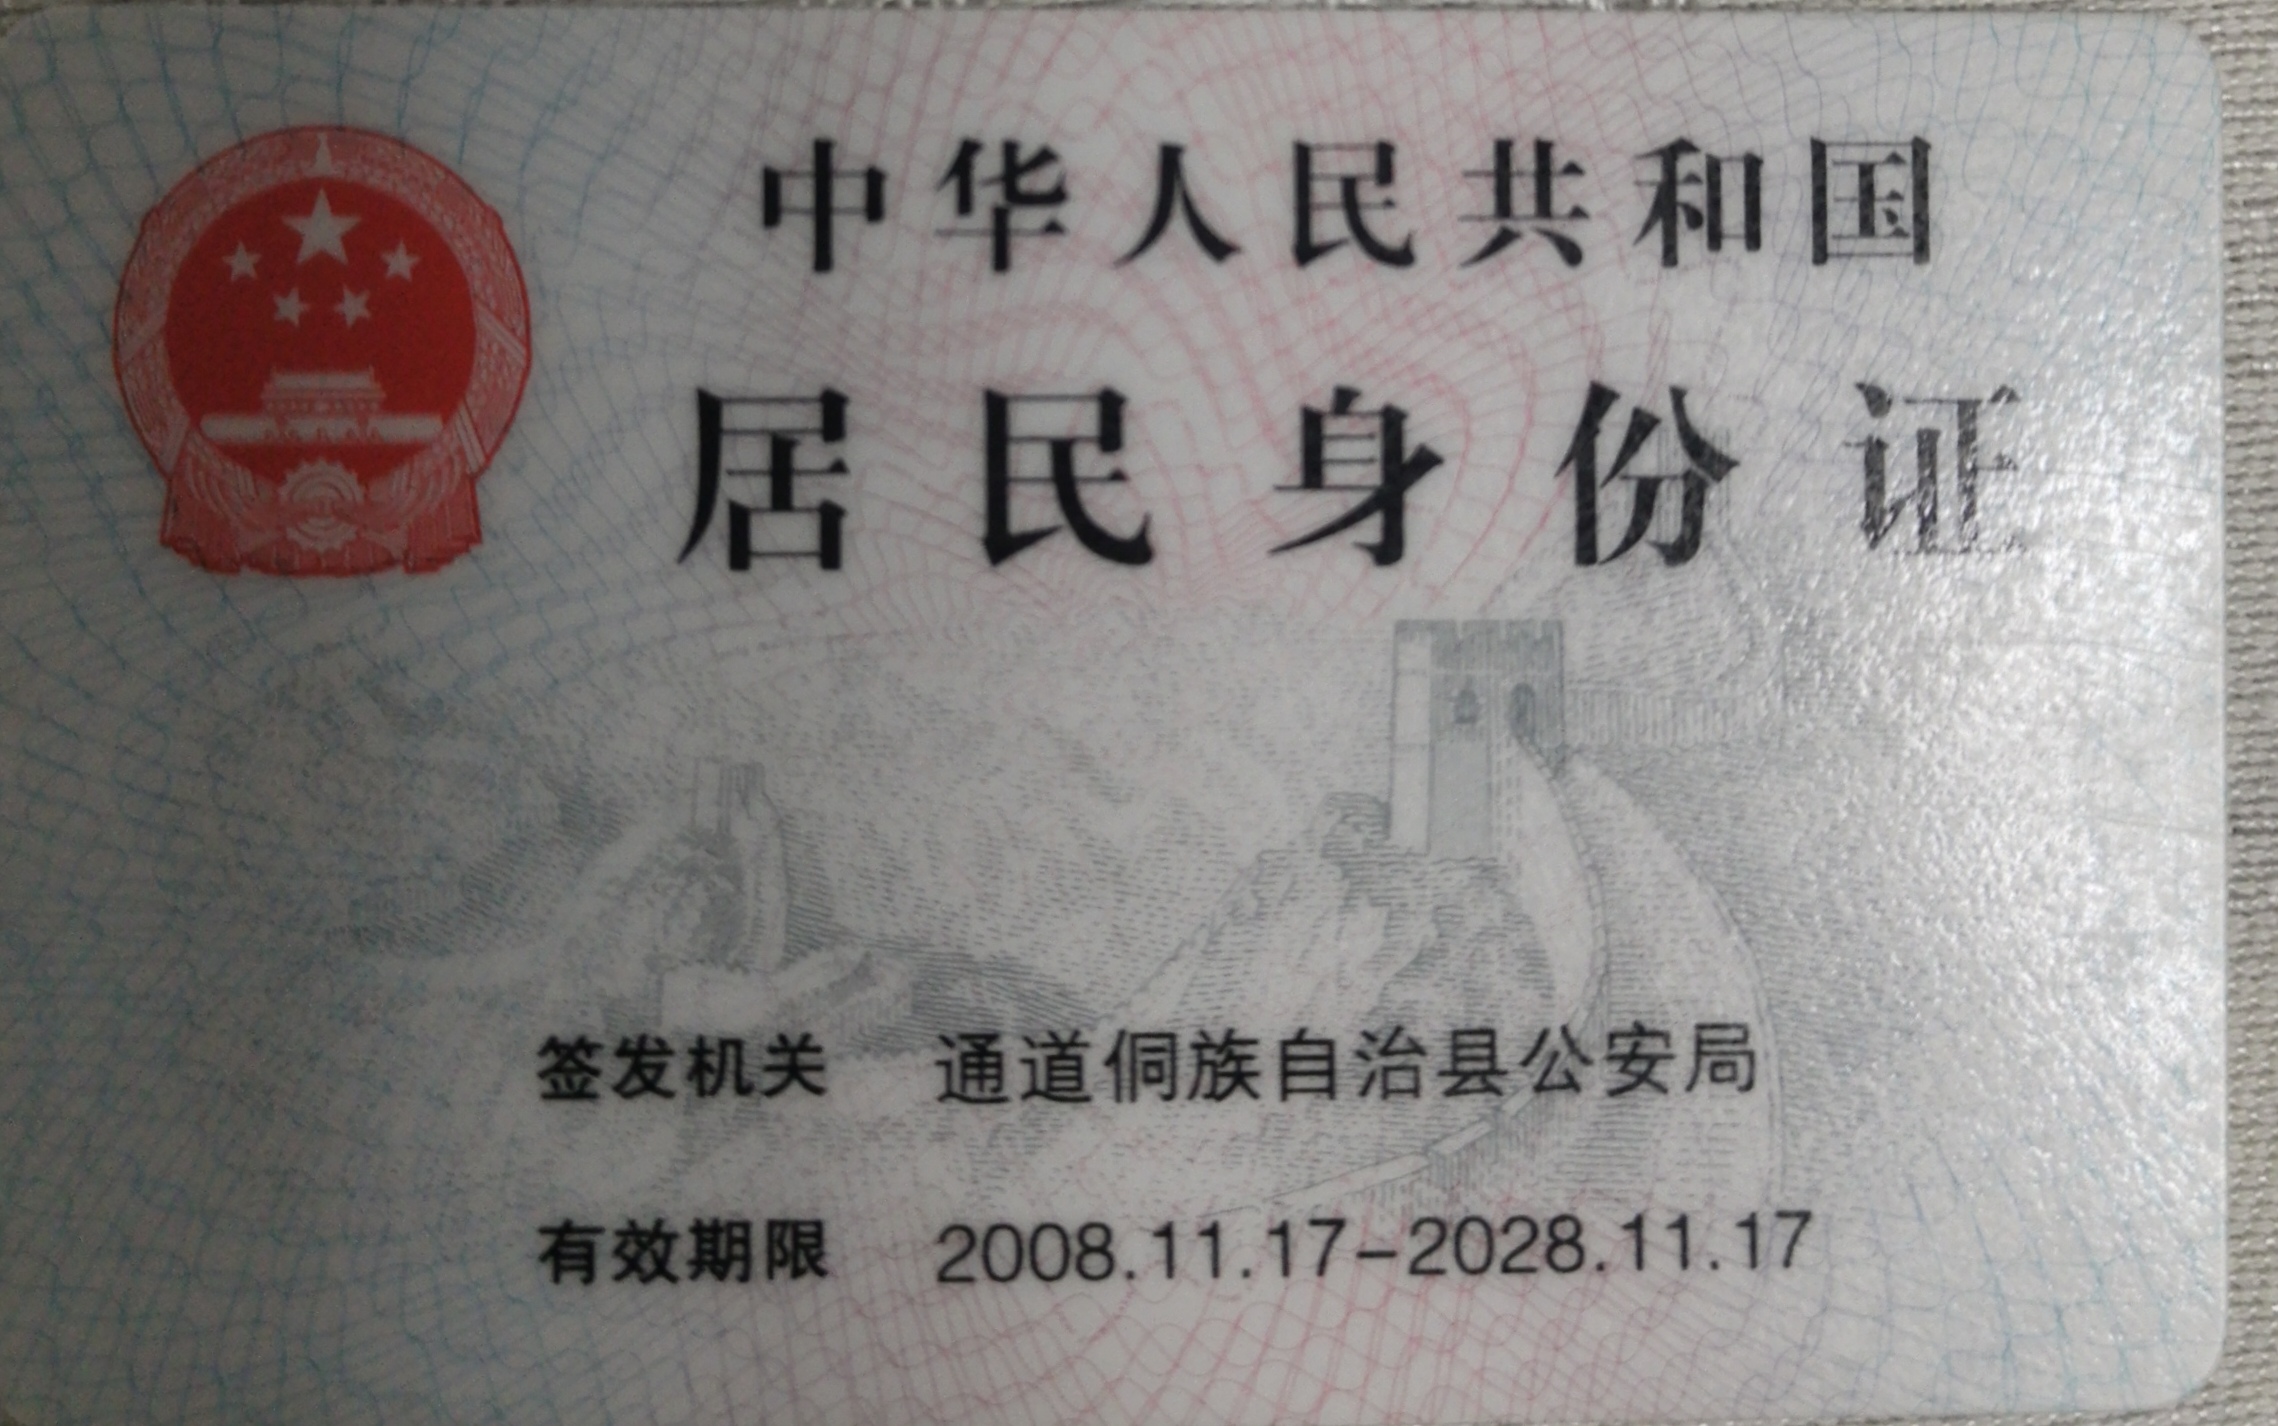 中华人民共和国
居民身份证
签发机关 通道侗族自治县公安局
有效期限 2008.11.17-2028.11.17